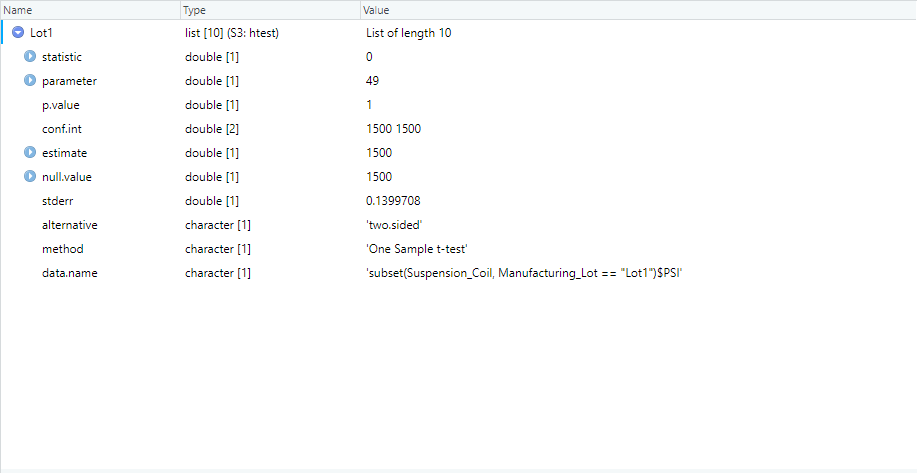 Name Type Value
Lot1 list [10] (S3: htest) List of length 10
statistic double [1] 0
parameter double [1] 49
p.value double [1] 1
conf.int double [2] 1500 1500
estimate double [1] 1500
null.value double [1] 1500
stderr double [1] 0.1399708
alternative character [1] 'two.sided'
method character [1] 'One Sample t-test'
data.name character [1] 'subset(Suspension_Coil, Manufacturing_Lot == "Lot1")$PSI'